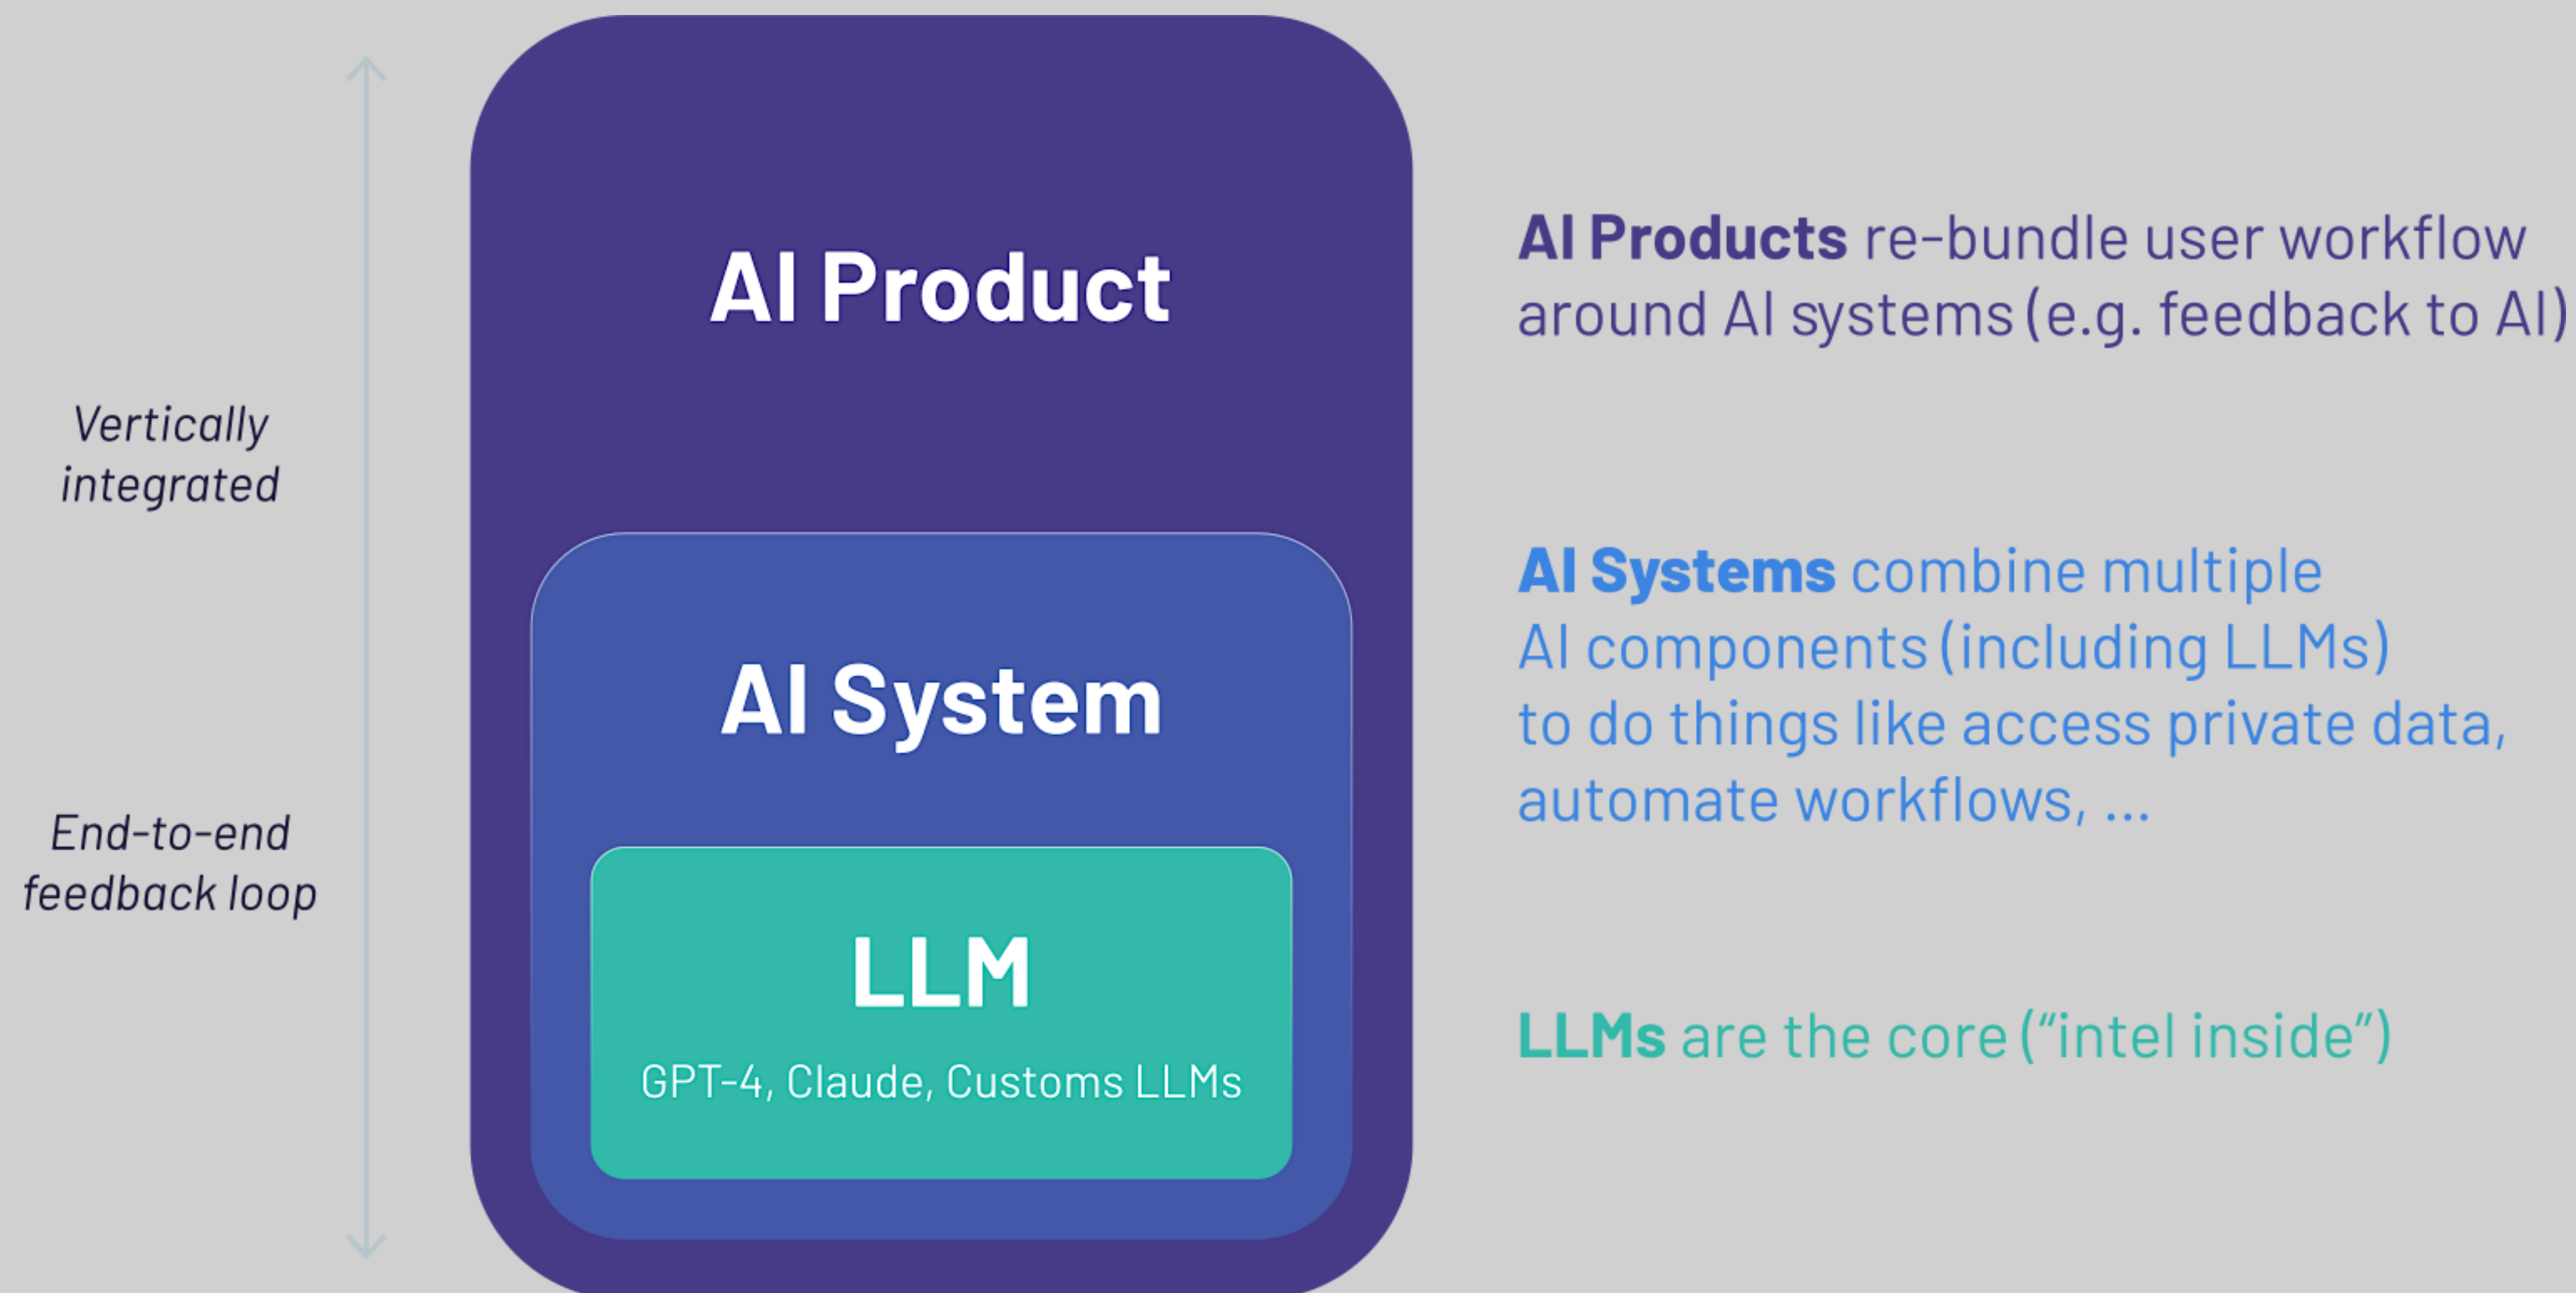 Vertically
integrated
End-to-end
feedback loop
AI Product
AI System
LLM
GPT-4, Claude, Customs LLMs
AI Products re-bundle user workflow
around AI systems (e.g. feedback to AI)
AI Systems combine multiple
AI components (including LLMs)
to do things like access private data,
automate workflows, ...
LLMs are the core (“intel inside”)